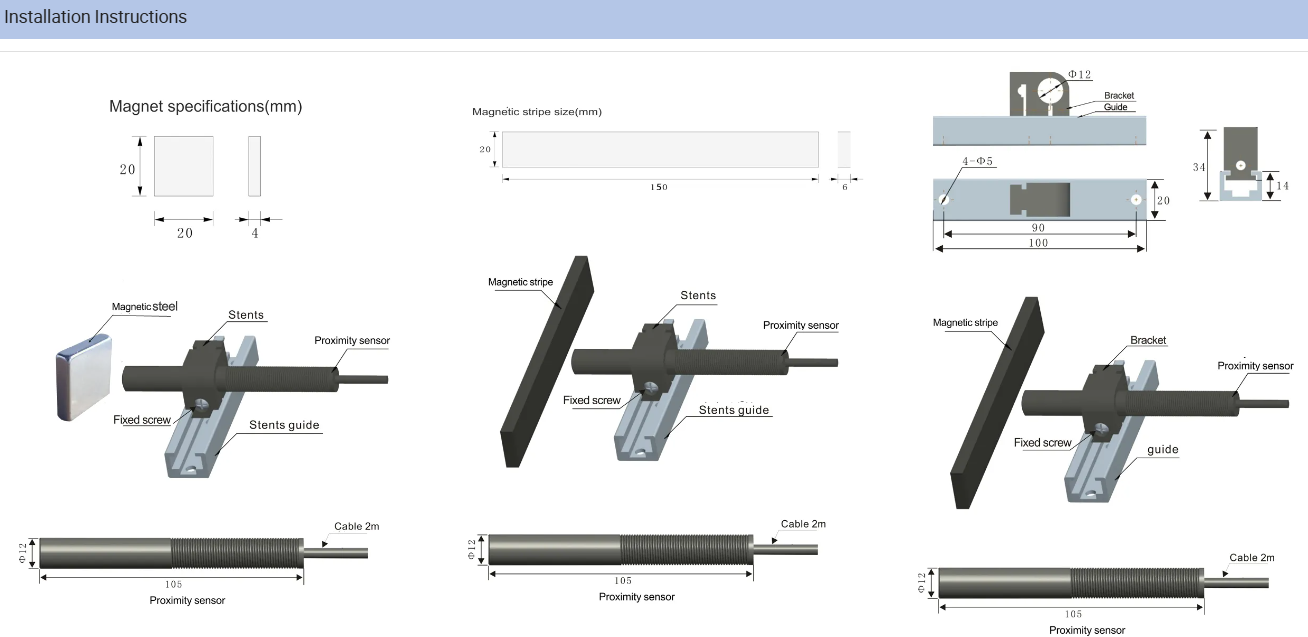 Installation Instructions
Magnet specifications(mm)
20
20
4
Magnetic steel
Stents
Proximity sensor
Fixed screw
Stents guide
Cable 2m
Φ12
105
Proximity sensor
Magnetic stripe size(mm)
20
150
6
Magnetic stripe
Stents
Proximity sensor
Fixed screw
Stents guide
Cable 2m
Φ12
105
Proximity sensor
Φ12
Bracket
Guide
4-Φ5
20
90
100
34
14
Magnetic stripe
Bracket
Proximity sensor
Fixed screw
guide
Cable 2m
Φ12
105
Proximity sensor